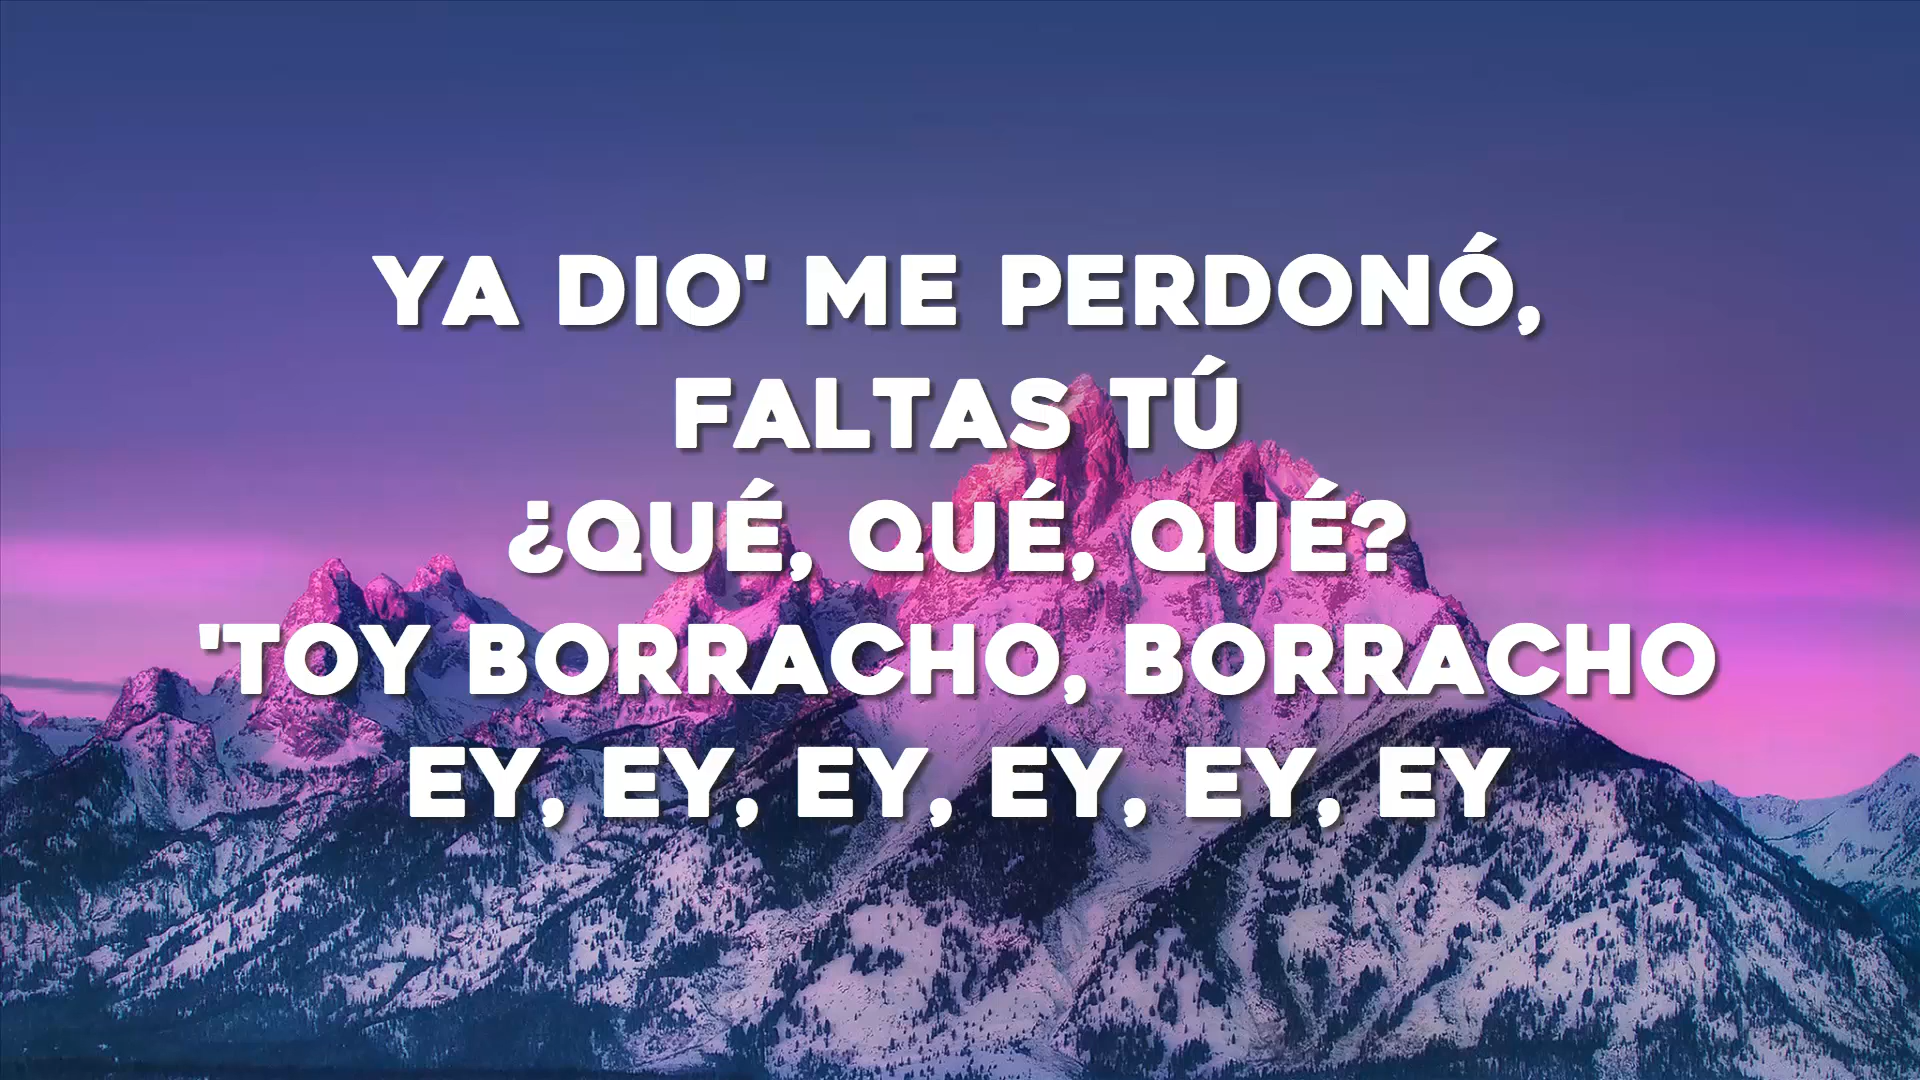 YA DIO' ME PERDONÓ,
FALTAS TÚ
¿QUÉ, QUÉ, QUÉ?
'TOY BORRACHO, BORRACHO
EY, EY, EY, EY, EY, EY